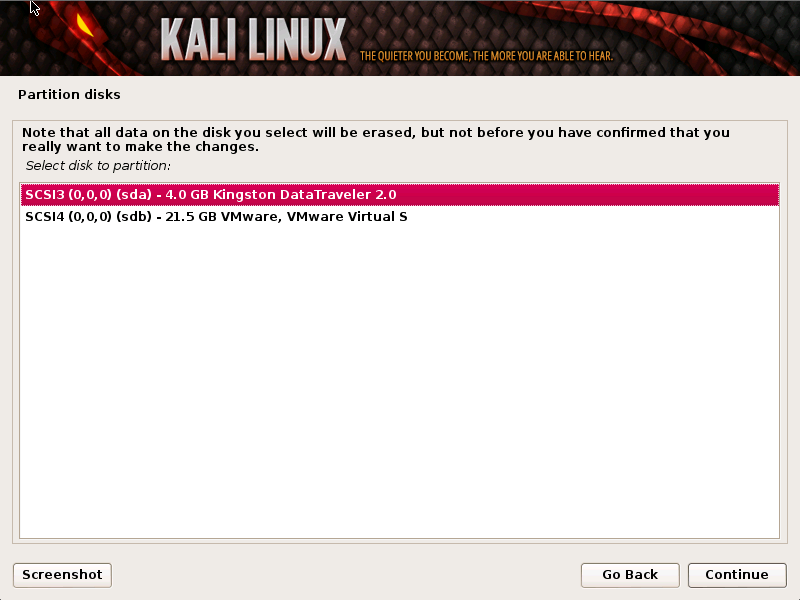 KALI LINUX
THE QUIETER YOU BECOME, THE MORE YOU ARE ABLE TO HEAR.
Partition disks
Note that all data on the disk you select will be erased, but not before you have confirmed that you
really want to make the changes.
Select disk to partition:
SCSI3 (0,0,0) (sda) - 4.0 GB Kingston DataTraveler 2.0
SCSI4 (0,0,0) (sdb) - 21.5 GB VMware, VMware Virtual S
Screenshot
Go Back
Continue